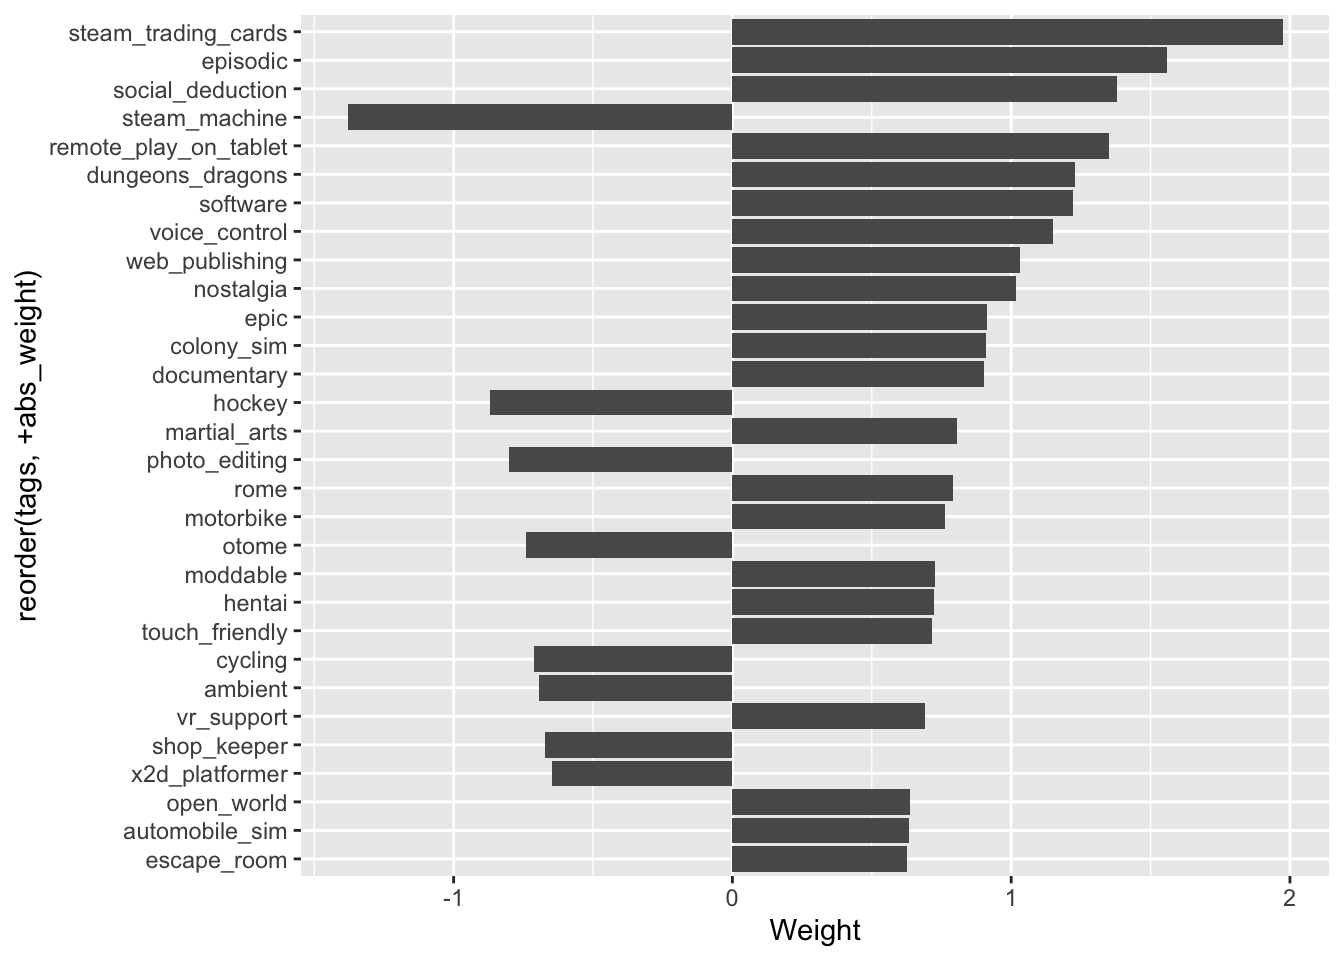 reorder(tags, +abs_weight)
steam_trading_cards
episodic
social_deduction
steam_machine
remote_play_on_tablet
dungeons_dragons
software
voice_control
web_publishing
nostalgia
epic
colony_sim
documentary
hockey
martial_arts
photo_editing
rome
motorbike
otome
moddable
hentai
touch_friendly
cycling
ambient
vr_support
shop_keeper
x2d_platformer
open_world
automobile_sim
escape_room
-1 0 1 2
Weight